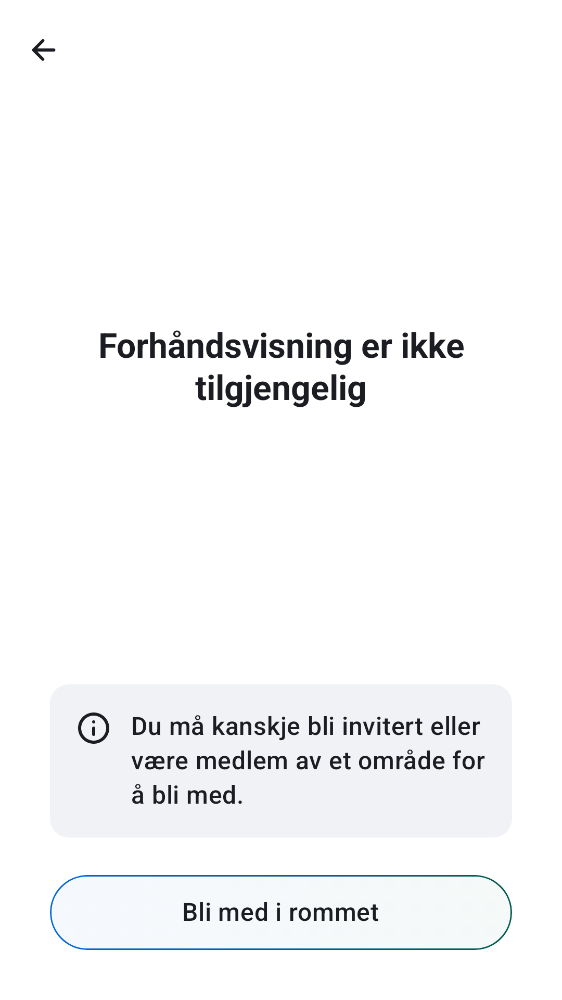 Forhåndsvisning er ikke
tilgjengelig
Du må kanskje bli invitert eller
være medlem av et område for
å bli med.
Bli med i rommet